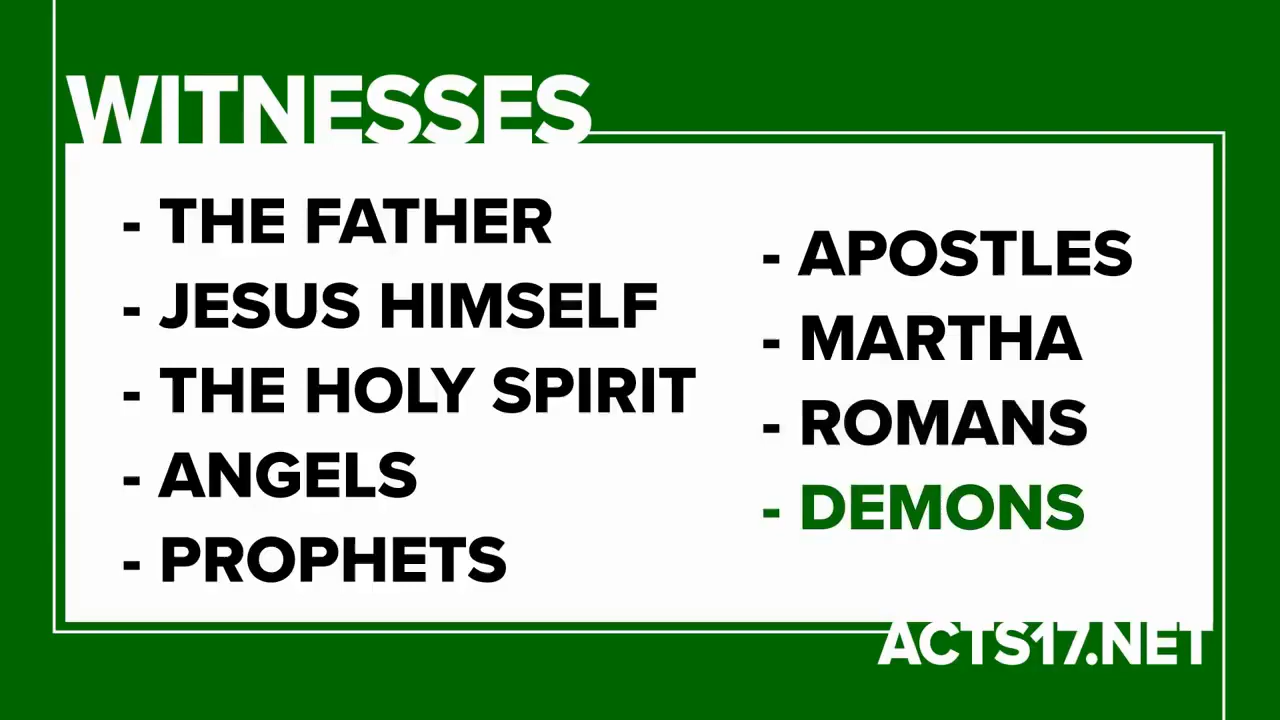 WITNESSES
- THE FATHER
- JESUS HIMSELF
- THE HOLY SPIRIT
- ANGELS
- PROPHETS
- APOSTLES
- MARTHA
- ROMANS
- DEMONS
ACTS17.NET